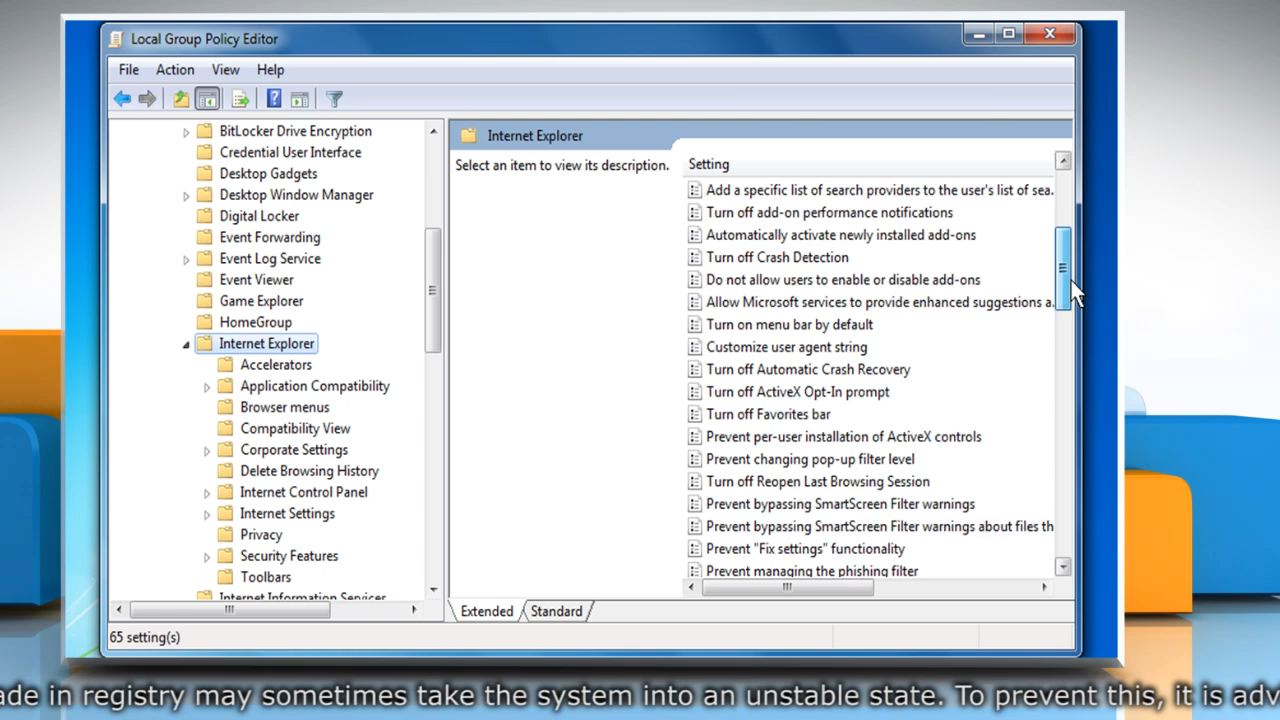 Local Group Policy Editor
File Action View Help
BitLocker Drive Encryption
Credential User Interface
Desktop Gadgets
Desktop Window Manager
Digital Locker
Event Forwarding
Event Log Service
Event Viewer
Game Explorer
HomeGroup
Internet Explorer
Accelerators
Application Compatibility
Browser menus
Compatibility View
Corporate Settings
Delete Browsing History
Internet Control Panel
Internet Settings
Privacy
Security Features
Toolbars
Internet Information Services
Internet Explorer
Select an item to view its description.
Setting
Add a specific list of search providers to the user's list of sea.
Turn off add-on performance notifications
Automatically activate newly installed add-ons
Turn off Crash Detection
Do not allow users to enable or disable add-ons
Allow Microsoft services to provide enhanced suggestions a.
Turn on menu bar by default
Customize user agent string
Turn off Automatic Crash Recovery
Turn off ActiveX Opt-In prompt
Turn off Favorites bar
Prevent per-user installation of ActiveX controls
Prevent changing pop-up filter level
Turn off Reopen Last Browsing Session
Prevent bypassing SmartScreen Filter warnings
Prevent bypassing SmartScreen Filter warnings about files th
Prevent "Fix settings" functionality
Prevent managing the phishing filter
Extended Standard
65 setting(s)
ade in registry may sometimes take the system into an unstable state. To prevent this, it is adv